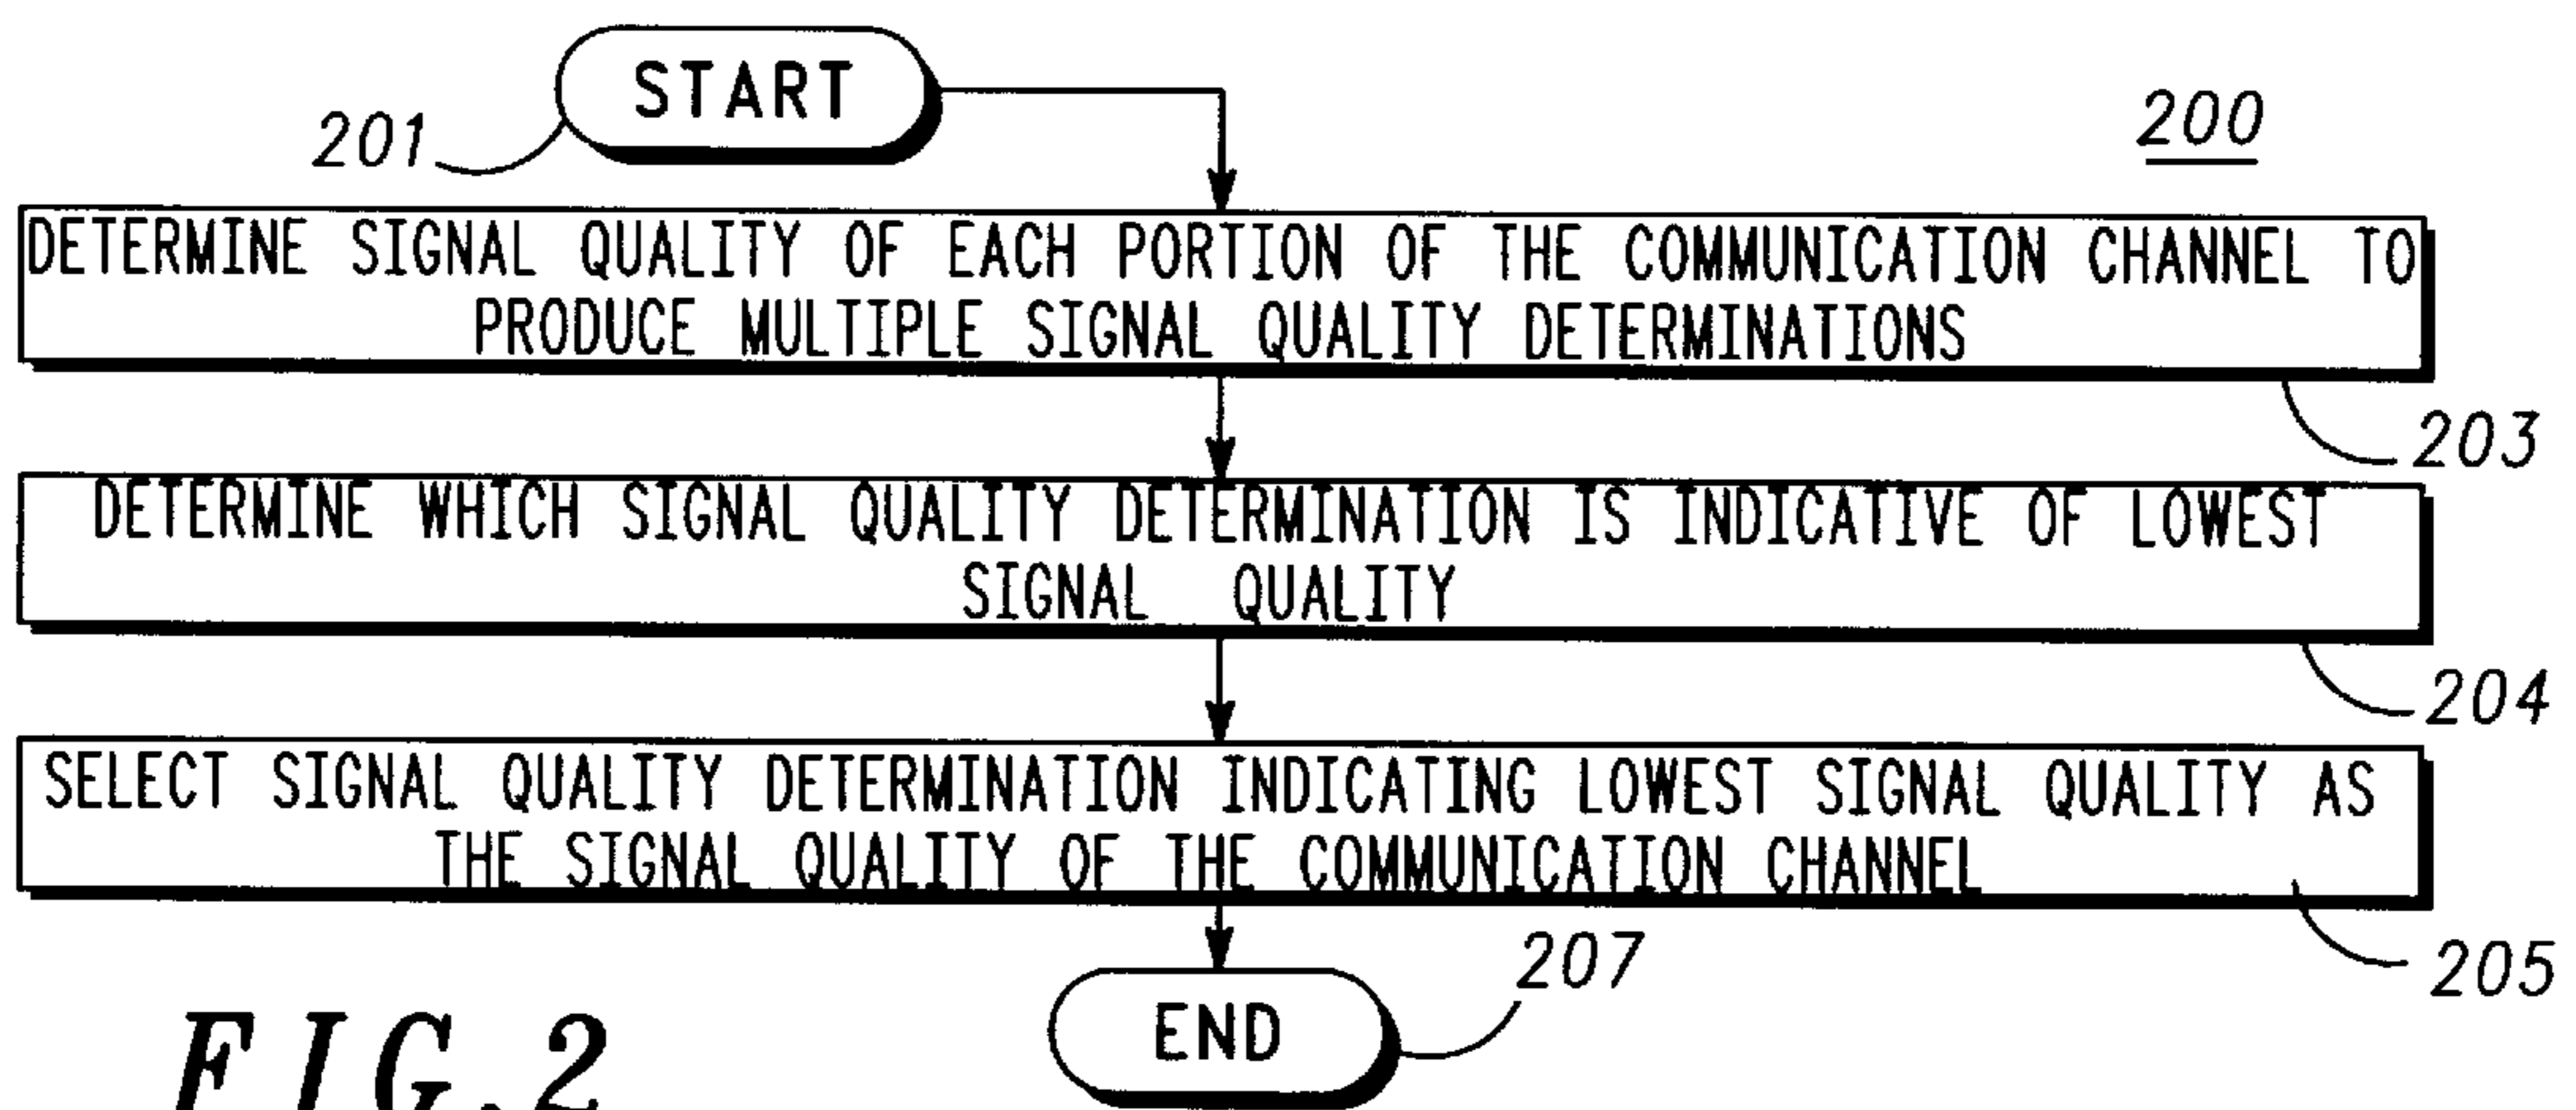 START
201
200
DETERMINE SIGNAL QUALITY OF EACH PORTION OF THE COMMUNICATION CHANNEL TO
PRODUCE MULTIPLE SIGNAL QUALITY DETERMINATIONS
203
DETERMINE WHICH SIGNAL QUALITY DETERMINATION IS INDICATIVE OF LOWEST
SIGNAL QUALITY
204
SELECT SIGNAL QUALITY DETERMINATION INDICATING LOWEST SIGNAL QUALITY AS
THE SIGNAL QUALITY OF THE COMMUNICATION CHANNEL
205
207
END
FIG.2